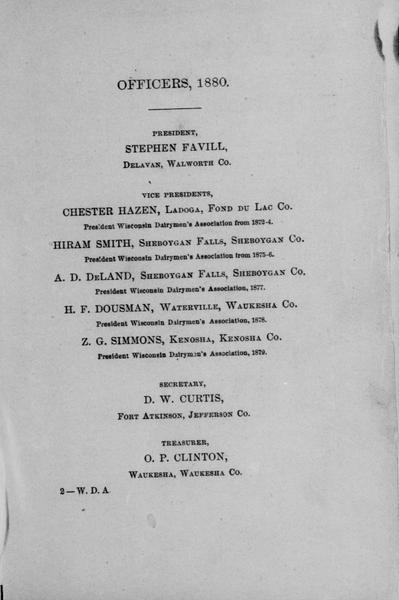 OFFICERS, 1880.
PRESIDENT,
STEPHEN FAVILL,
DELAVAN, WALWORTH CO.
VICE PRESIDENTS,
CHESTER HAZEN, LADOGA, FOND DU LAC CO.
President Wisconsin Dairymen's Association from 1872-4.
HIRAM SMITH, SHEBOYGAN FALLS, SHEBOYGAN CO.
President Wisconsin Dairymen's Association from 1875-6.
A. D. DELAND, SHEBOYGAN FALLS, SHEBOYGAN CO.
President Wisconsin Dairymen's Association, 1877.
H. F. DOUSMAN, WATERVILLE, WAUKESHA CO.
President Wisconsin Dairymen's Association, 1878.
Z. G. SIMMONS, KENOSHA, KENOSHA CO.
President Wisconsin Dairymen's Association, 1879.
SECRETARY,
D. W. CURTIS,
FORT ATKINSON, JEFFERSON CO.
TREASURER,
O. P. CLINTON,
WAUKESHA, WAUKESHA CO.
2—W. D. A